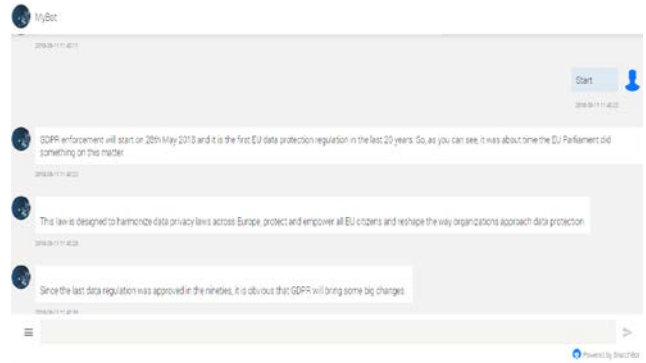 MyBot
Start
GDPR enforcement will start on 28th May 2018 and it is the first EU data protection regulation in the last 20 years. So, as you can see, it was about time the EU Parliament did
something on this matter.
This law is designed to harmonize data privacy laws across Europe, protect and empower all EU citizens and reshape the way organizations approach data protection.
Since the last data regulation was approved in the nineties, it is obvious that GDPR will bring some big changes.
Powered by SnatchBot